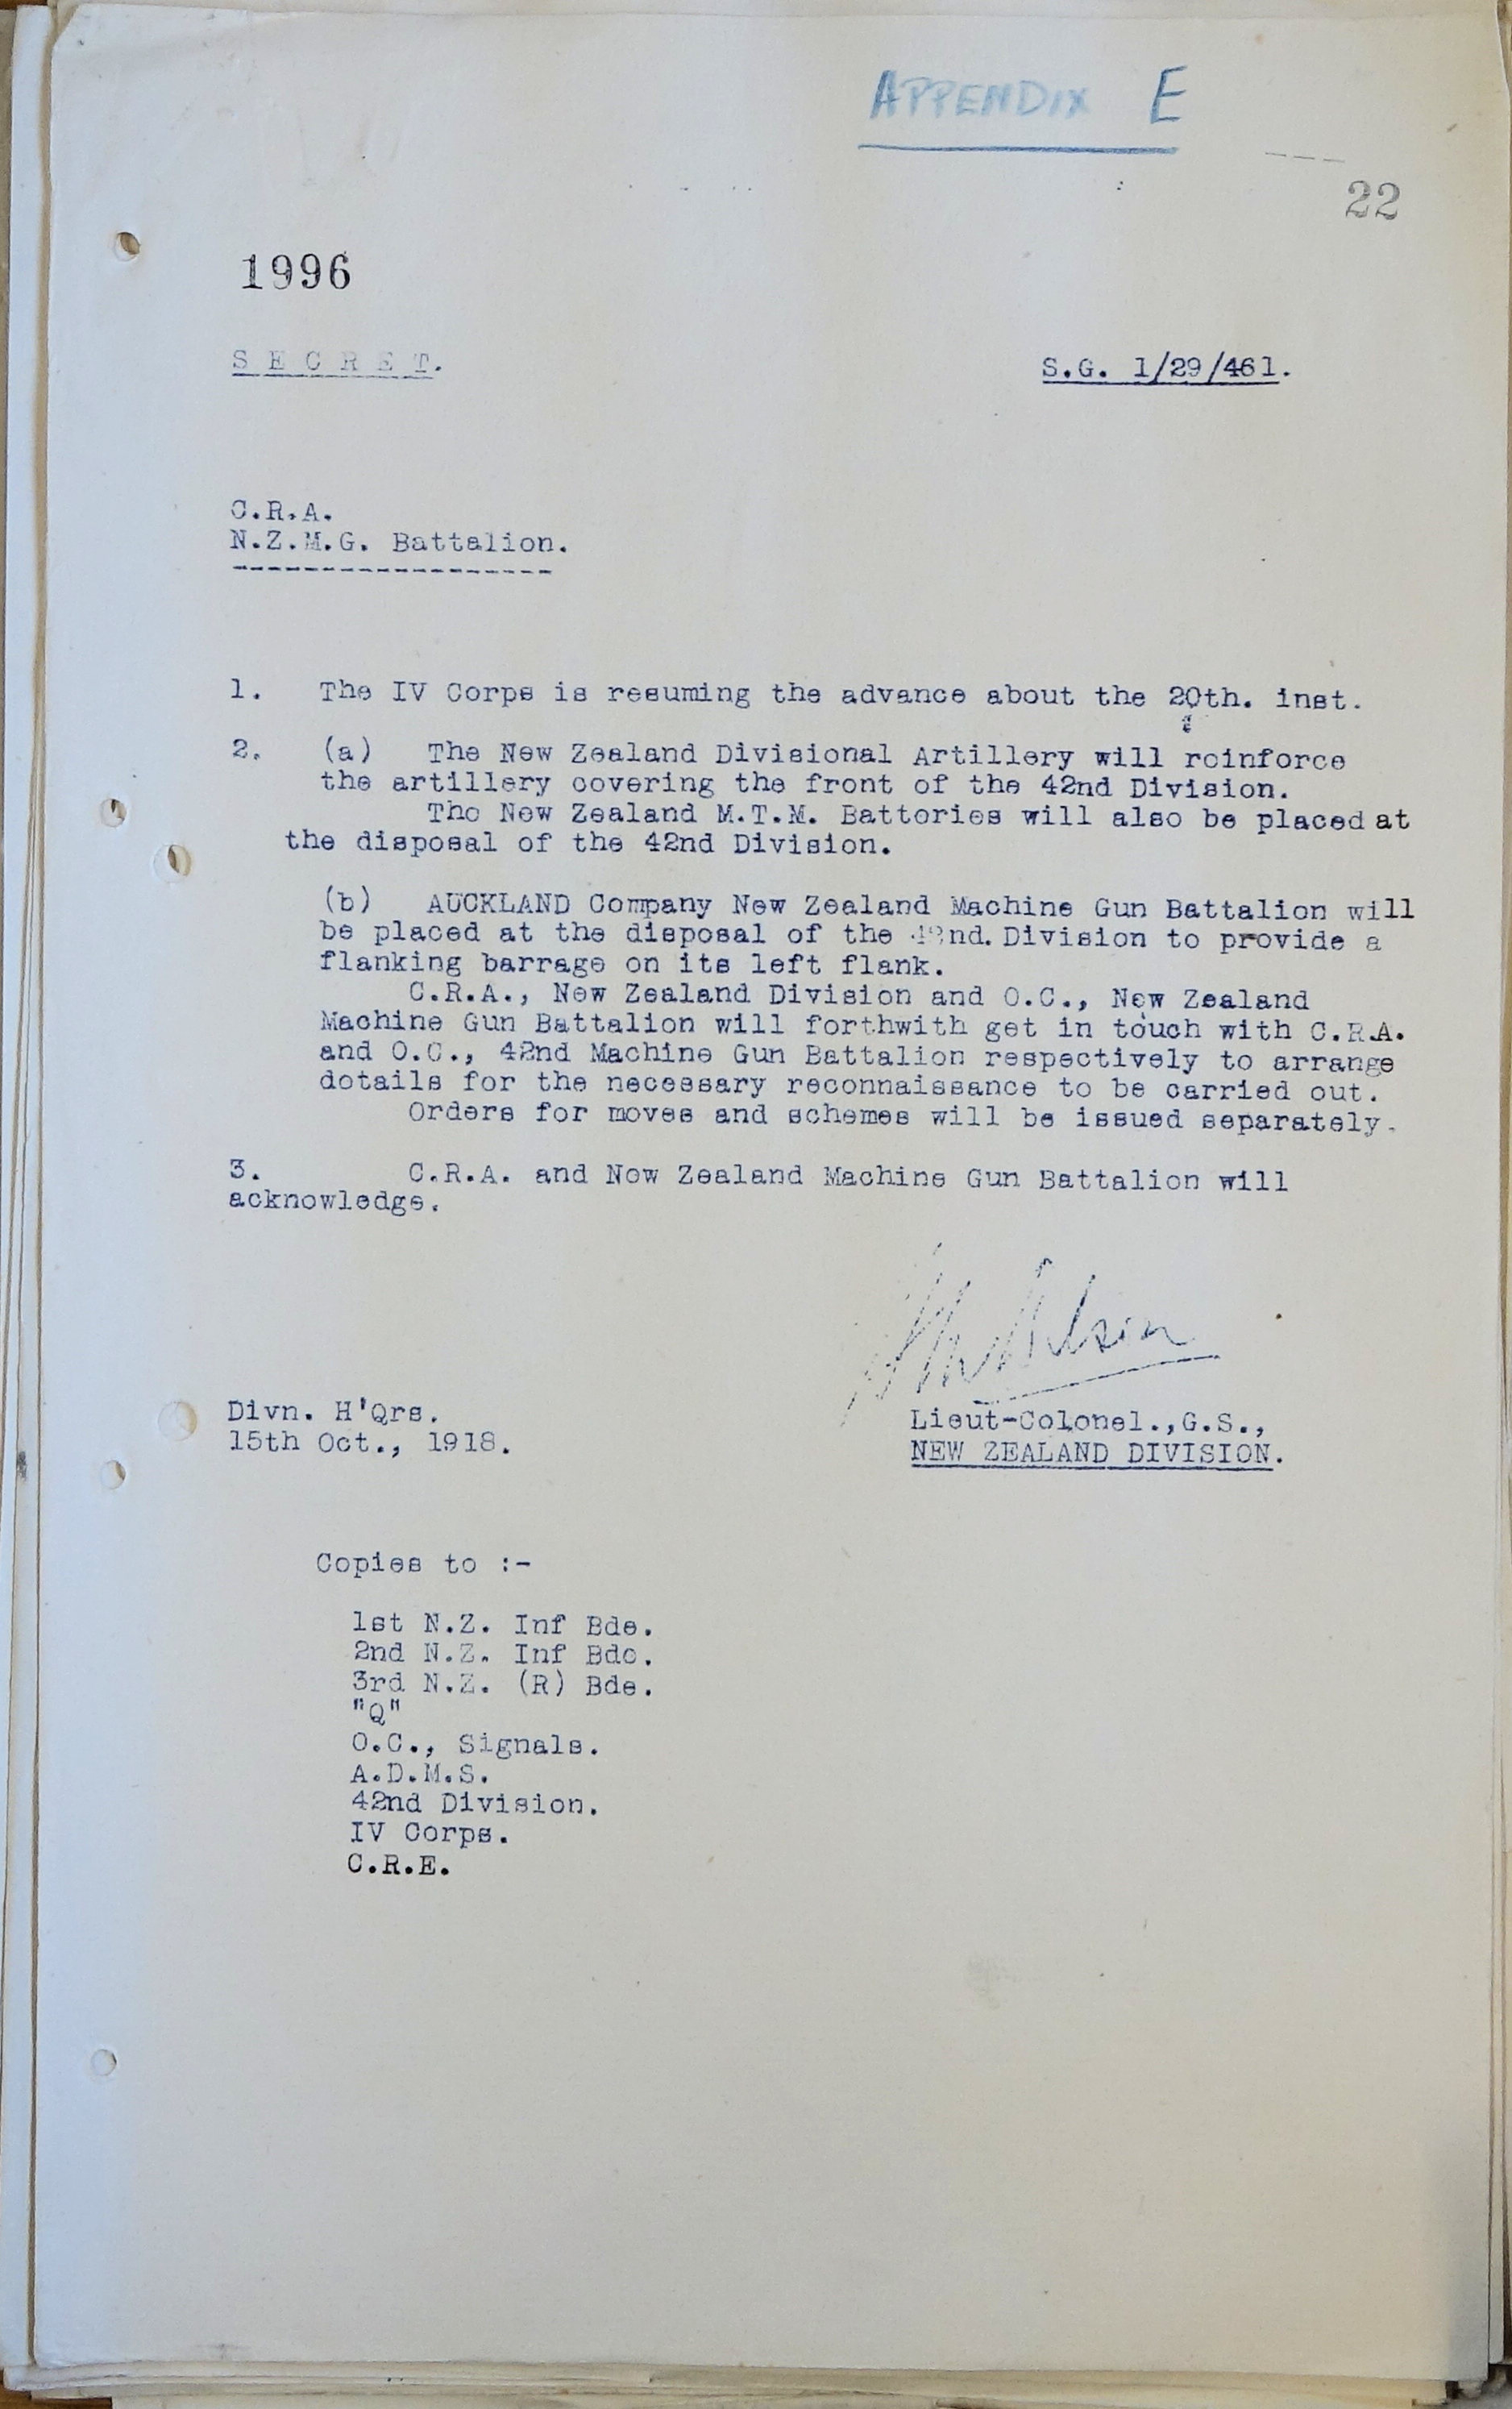 APPENDIX E
22
1996
S E C R E T.
S.G. 1/29/461.
C.R.A.
N.Z.M.G. Battalion.
------------------
1. The IV Corps is resuming the advance about the 20th. inst.
2. (a) The New Zealand Divisional Artillery will reinforce
the artillery covering the front of the 42nd Division.
The New Zealand M.T.M. Batteries will also be placed at
the disposal of the 42nd Division.
(b) AUCKLAND Company New Zealand Machine Gun Battalion will
be placed at the disposal of the 42nd. Division to provide a
flanking barrage on its left flank.
C.R.A., New Zealand Division and O.C., New Zealand
Machine Gun Battalion will forthwith get in touch with C.R.A.
and O.C., 42nd Machine Gun Battalion respectively to arrange
details for the necessary reconnaissance to be carried out.
Orders for moves and schemes will be issued separately.
3. C.R.A. and New Zealand Machine Gun Battalion will
acknowledge.
Divn. H'Qrs.
15th Oct., 1918.
Lieut-Colonel.,G.S.,
NEW ZEALAND DIVISION.
Copies to :-
1st N.Z. Inf Bde.
2nd N.Z. Inf Bde.
3rd N.Z. (R) Bde.
"Q"
O.C., Signals.
A.D.M.S.
42nd Division.
IV Corps.
C.R.E.